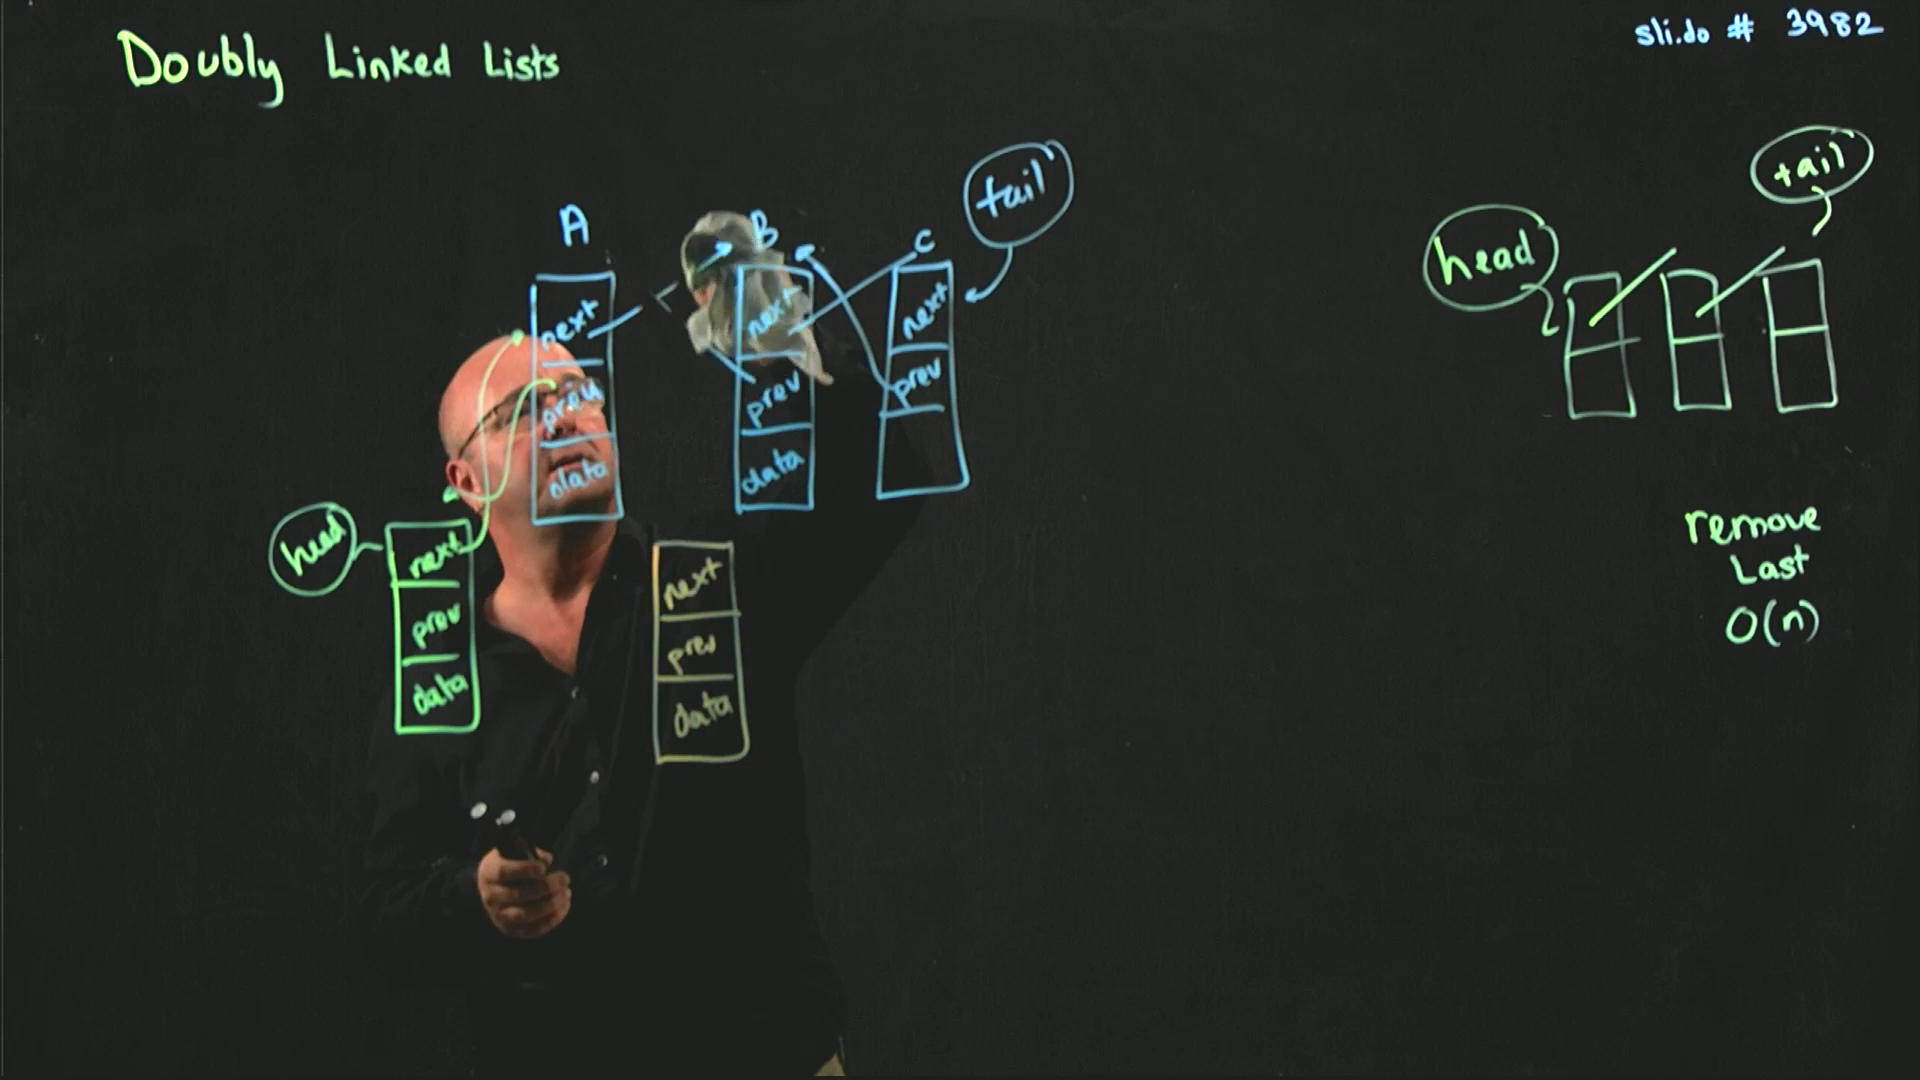 Doubly Linked Lists
sli.do # 3982
A
B
C
tail
next
prev
data
next
prev
data
next
prev
head
next
prev
data
next
prev
data
head
tail
remove
Last
O(n)